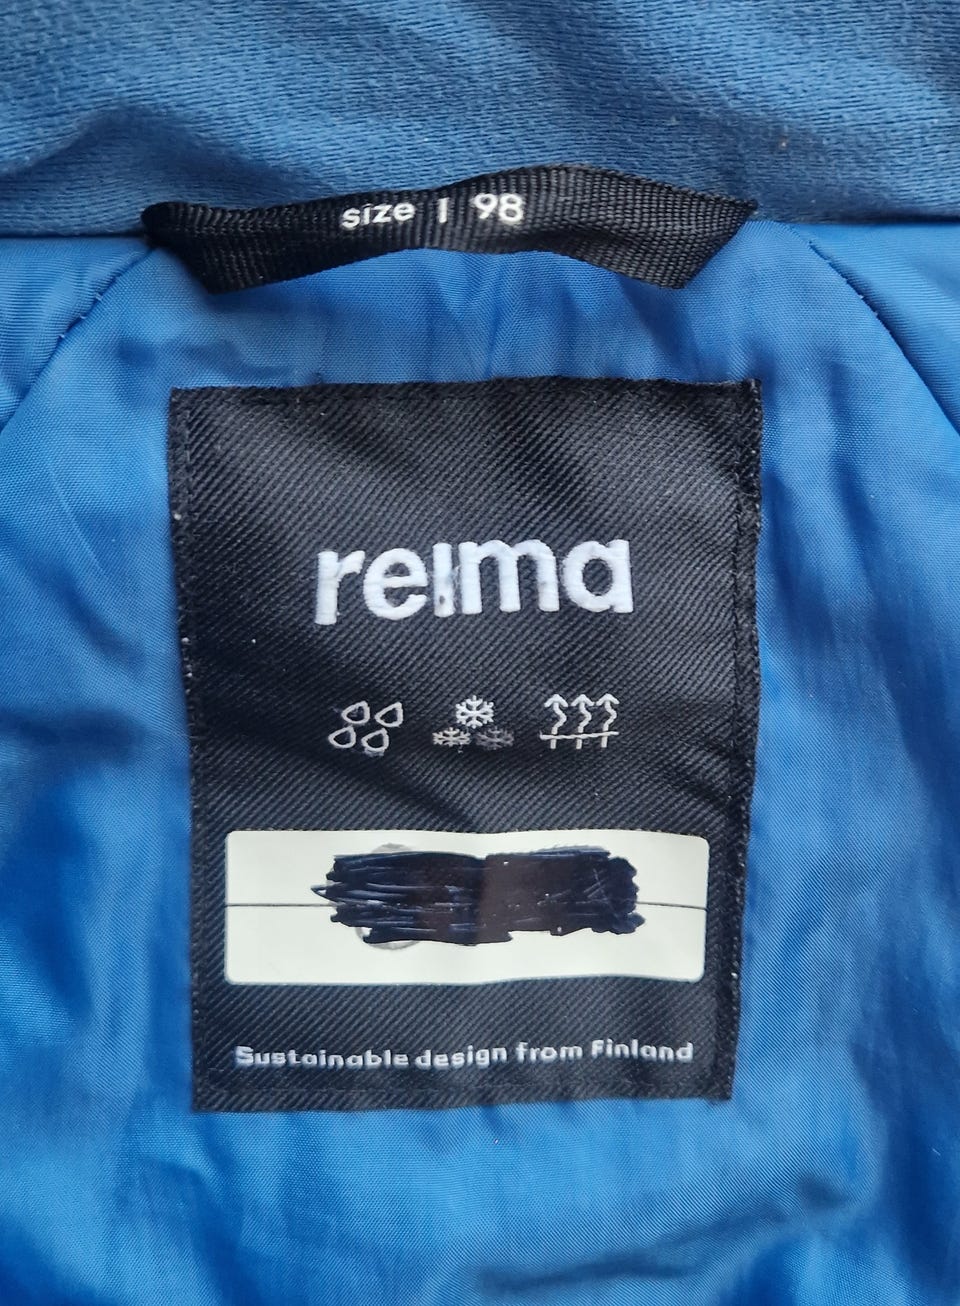 size | 98
reima
Sustainable design from Finland